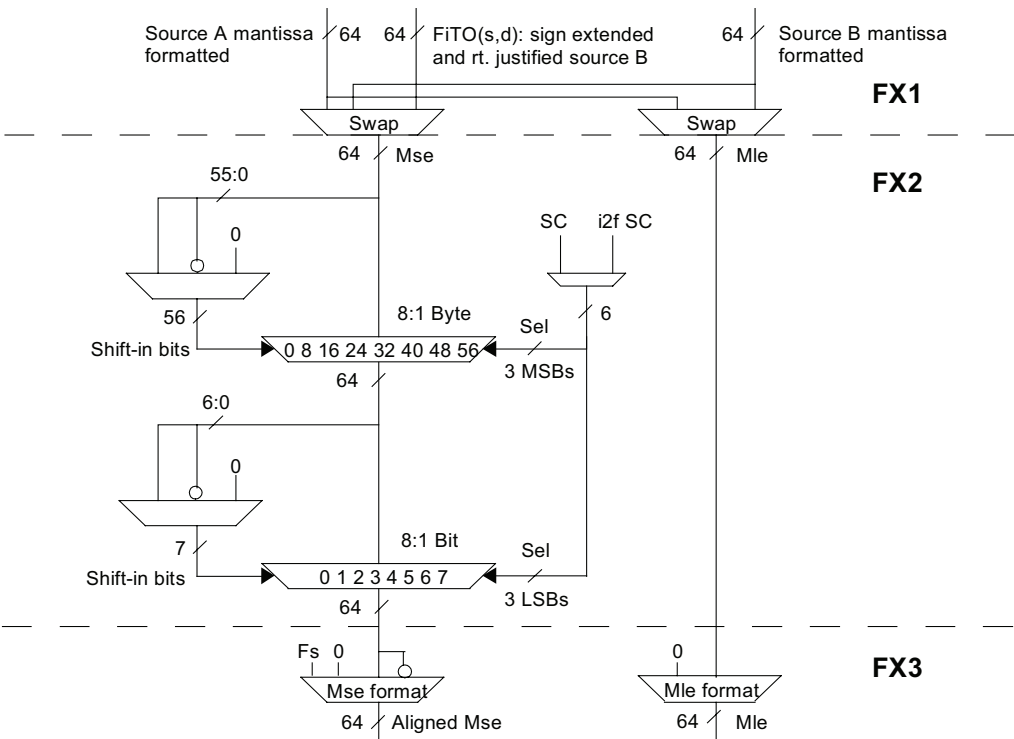 Source A mantissa
formatted
64
64
FiTO(s,d): sign extended
and rt. justified source B
64
Source B mantissa
formatted
FX1
Swap
Swap
64
Mse
64
Mle
FX2
55:0
0
SC
i2f SC
56
8:1 Byte
6
Shift-in bits
0 8 16 24 32 40 48 56
Sel
3 MSBs
64
6:0
0
7
8:1 Bit
Shift-in bits
0 1 2 3 4 5 6 7
Sel
3 LSBs
64
FX3
Fs
0
0
Mse format
Mle format
64
Aligned Mse
64
Mle